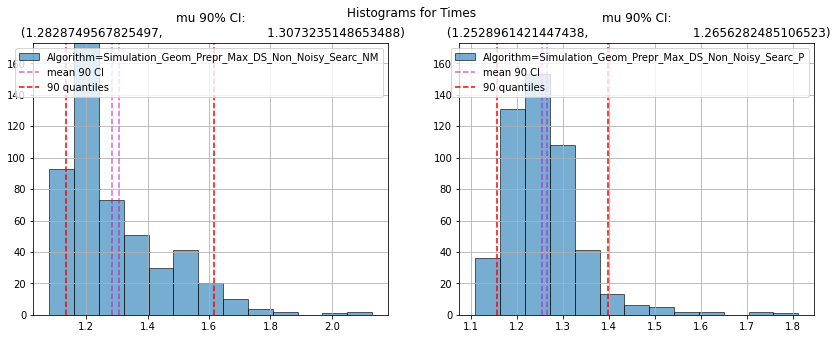 Histograms for Times
mu 90% CI:
(1.2828749567825497, 1.3073235148653488)
Algorithm=Simulation_Geom_Prepr_Max_DS_Non_Noisy_Searc_NM
mean 90 CI
90 quantiles
160
140
120
100
80
60
40
20
0
1.2 1.4 1.6 1.8 2.0
mu 90% CI:
(1.2528961421447438, 1.2656282485106523)
Algorithm=Simulation_Geom_Prepr_Max_DS_Non_Noisy_Searc_P
mean 90 CI
90 quantiles
160
140
120
100
80
60
40
20
0
1.1 1.2 1.3 1.4 1.5 1.6 1.7 1.8